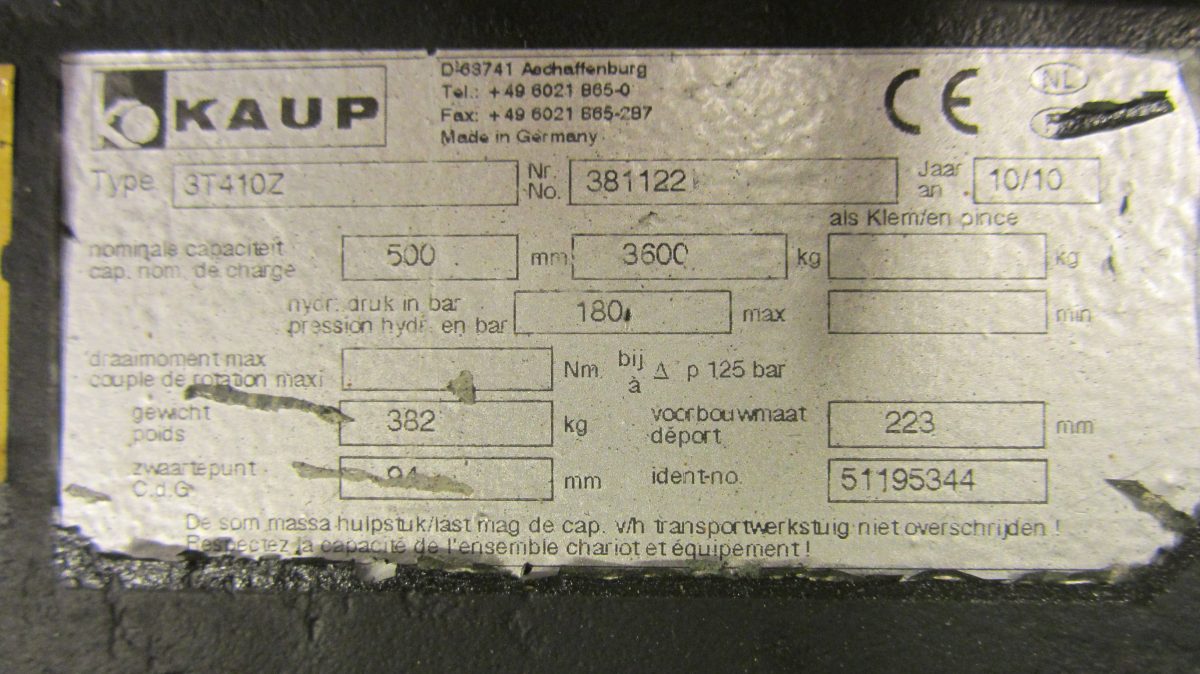 KAUP
D-63741 Aschaffenburg
Tel.: +49 6021 865-0
Fax: +49 6021 865-287
Made in Germany
CE
NL
Type 3T410Z Nr. No. 381122 Jaar an 10/10
als Klem/en pince
nominale capaciteit
cap. nom. de charge 500 mm 3600 kg kg
hydr. druk in bar
pression hydr. en bar 180 max min
draaimoment max
couple de rotation maxi Nm. bij à Δ p 125 bar
gewicht
poids 382 kg voorbouwmaat
déport 223 mm
zwaartepunt
C.d.G 94 mm ident-no. 51195344
De som massa hulpstuk/last mag de cap. v/h transportwerkstuig niet overschrijden !
Respectez la capacité de l'ensemble chariot et équipement !